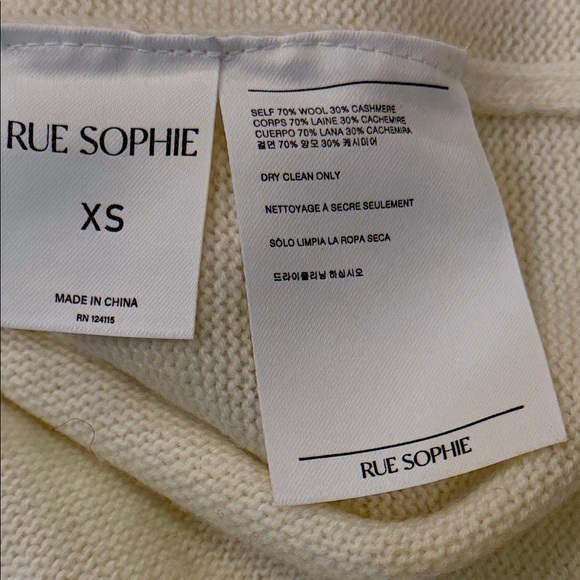 RUE SOPHIE
XS
MADE IN CHINA
RN 124115
SELF 70% WOOL 30% CASHMERE
CORPS 70% LAINE 30% CACHEMIRE
CUERPO 70% LANA 30% CACHEMIRA
겉면 70% 양모 30% 케시미어
DRY CLEAN ONLY
NETTOYAGE À SECRE SEULEMENT
SÓLO LIMPIA LA ROPA SECA
드라이클리닝 하십시오
RUE SOPHIE